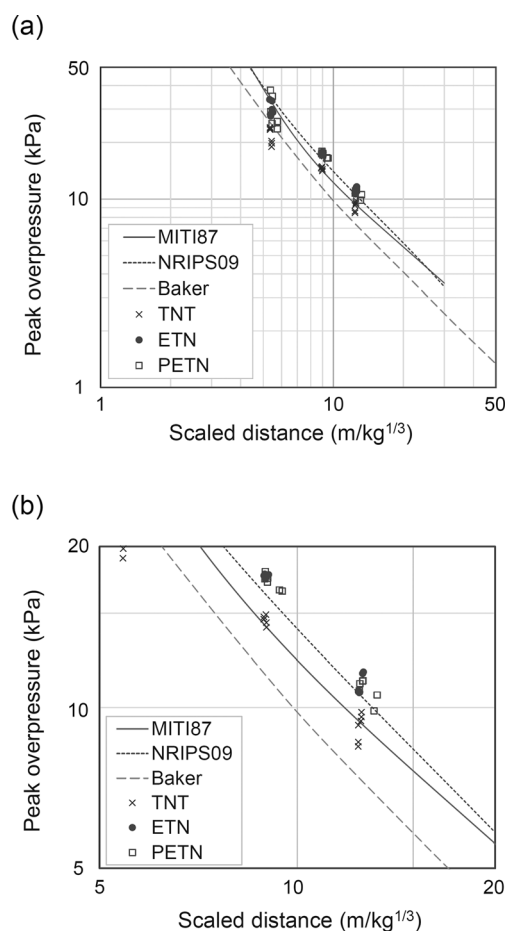 (a)
50
10
1
Peak overpressure (kPa)
MITI87
NRIPS09
Baker
TNT
ETN
PETN
1
10
50
Scaled distance (m/kg1/3)
(b)
20
10
5
Peak overpressure (kPa)
MITI87
NRIPS09
Baker
TNT
ETN
PETN
5
10
20
Scaled distance (m/kg1/3)